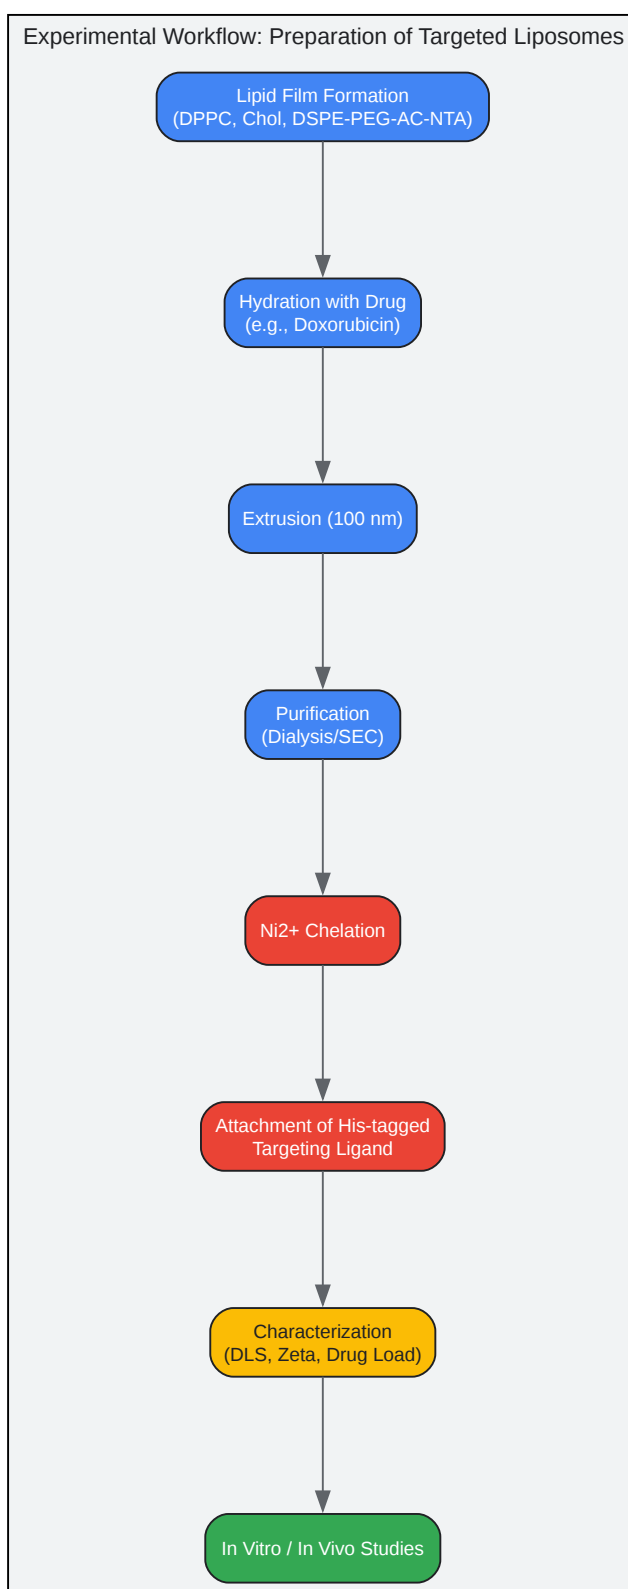 Experimental Workflow: Preparation of Targeted Liposomes
Lipid Film Formation
(DPPC, Chol, DSPE-PEG-AC-NTA)
Hydration with Drug
(e.g., Doxorubicin)
Extrusion (100 nm)
Purification
(Dialysis/SEC)
Ni2+ Chelation
Attachment of His-tagged
Targeting Ligand
Characterization
(DLS, Zeta, Drug Load)
In Vitro / In Vivo Studies